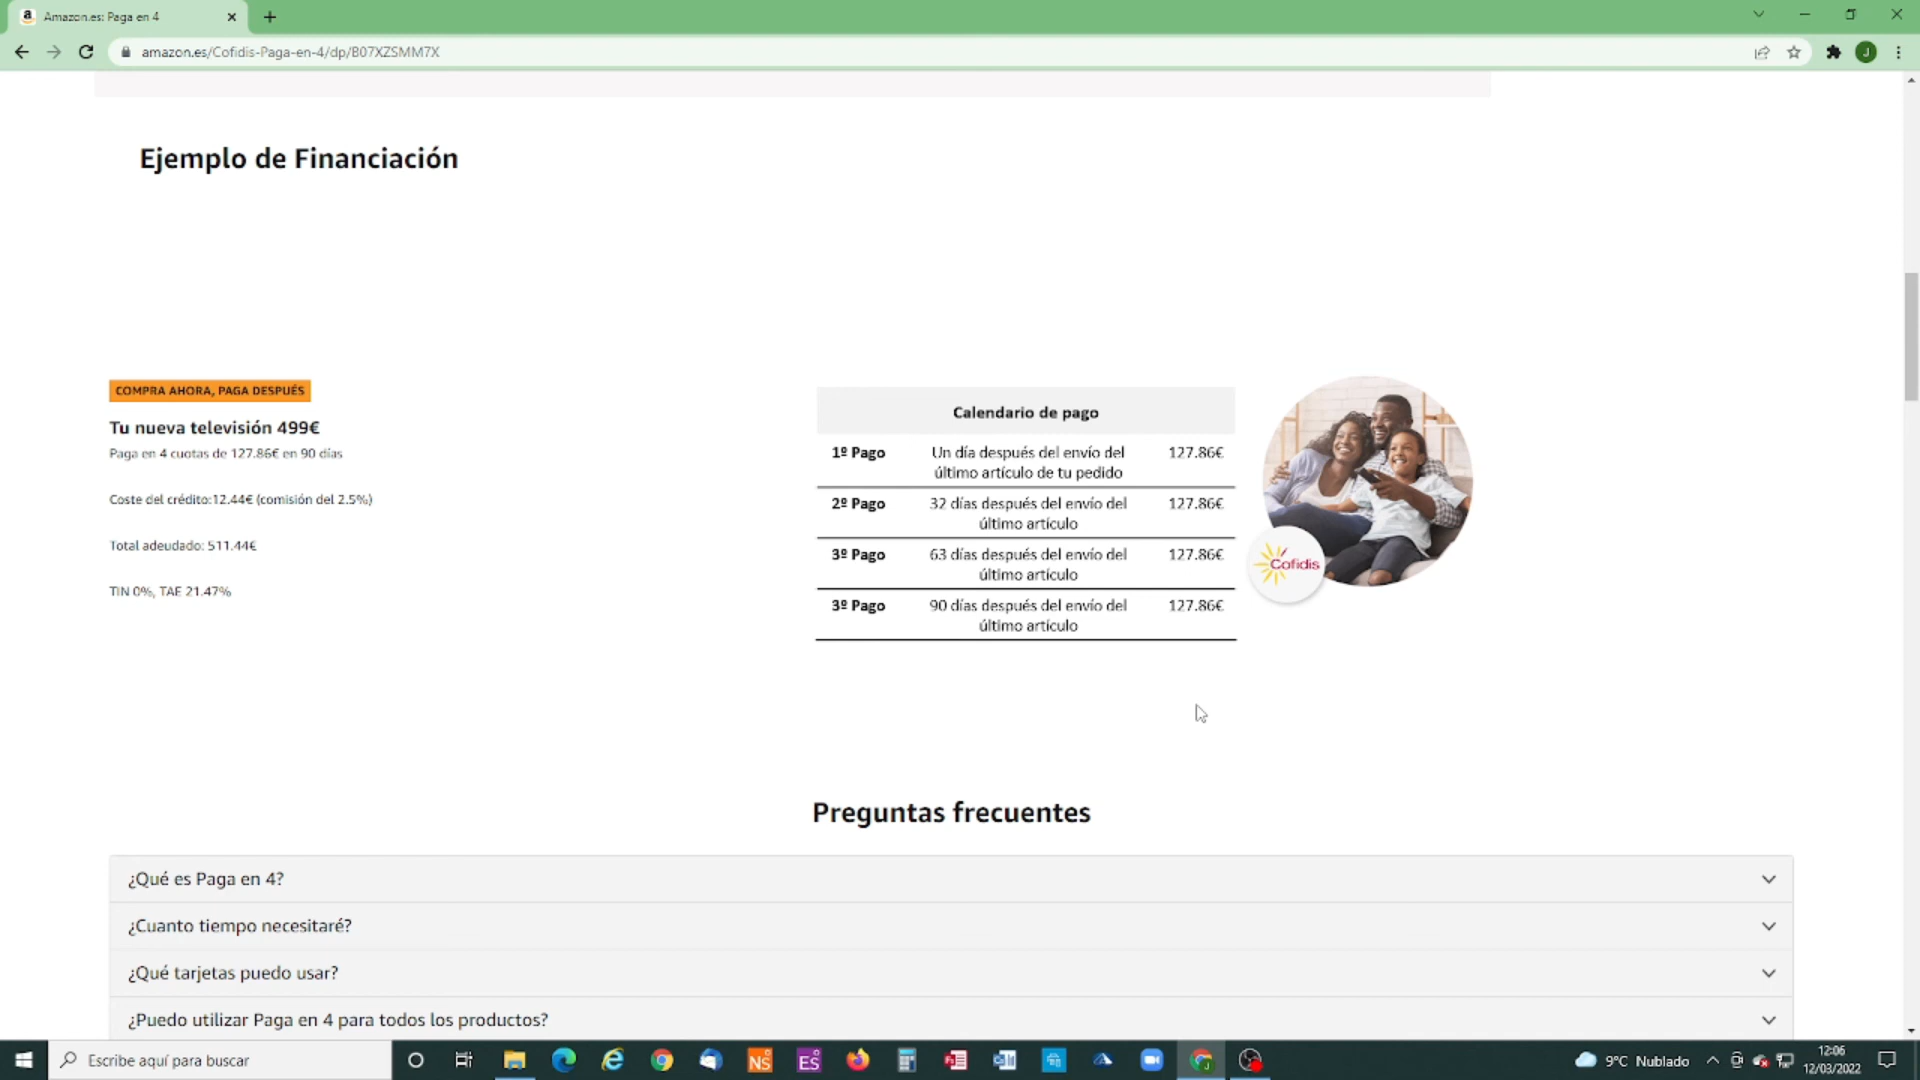 Amazon.es: Paga en 4
amazon.es/Cofidis-Paga-en-4/dp/B07XZSMM7X
J
Ejemplo de Financiación
COMPRA AHORA, PAGA DESPUÉS
Tu nueva televisión 499€
Paga en 4 cuotas de 127.86€ en 90 días
Coste del crédito:12.44€ (comisión del 2.5%)
Total adeudado: 511.44€
TIN 0%, TAE 21.47%
Calendario de pago
1º Pago Un día después del envío del 127.86€
último artículo de tu pedido
2º Pago 32 días después del envío del 127.86€
último artículo
3º Pago 63 días después del envío del 127.86€
último artículo
3º Pago 90 días después del envío del 127.86€
último artículo
Cofidis
Preguntas frecuentes
¿Qué es Paga en 4?
¿Cuanto tiempo necesitaré?
¿Qué tarjetas puedo usar?
¿Puedo utilizar Paga en 4 para todos los productos?
Escribe aquí para buscar
NS
ES
9°C Nublado
12:06
12/03/2022